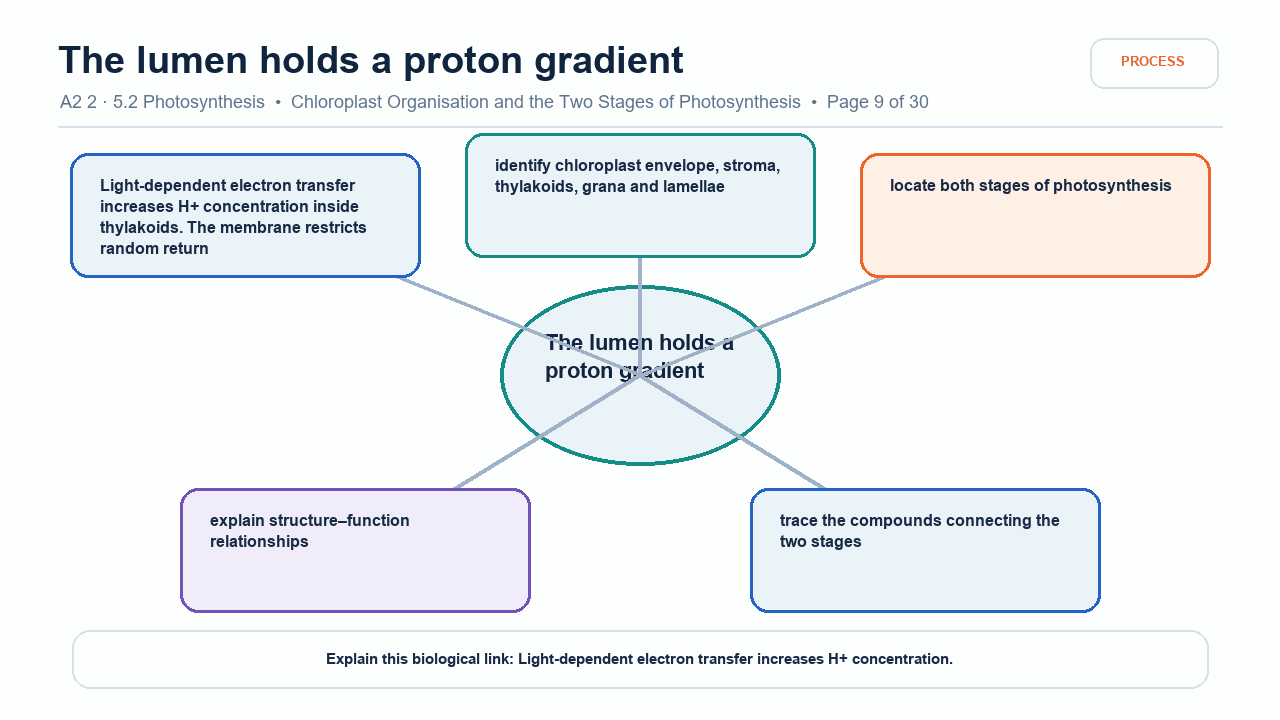 The lumen holds a proton gradient
PROCESS
A2 2 · 5.2 Photosynthesis • Chloroplast Organisation and the Two Stages of Photosynthesis • Page 9 of 30
Light-dependent electron transfer
increases H+ concentration inside
thylakoids. The membrane restricts
random return
identify chloroplast envelope, stroma,
thylakoids, grana and lamellae
locate both stages of photosynthesis
The lumen holds a
proton gradient
explain structure–function
relationships
trace the compounds connecting the
two stages
Explain this biological link: Light-dependent electron transfer increases H+ concentration.